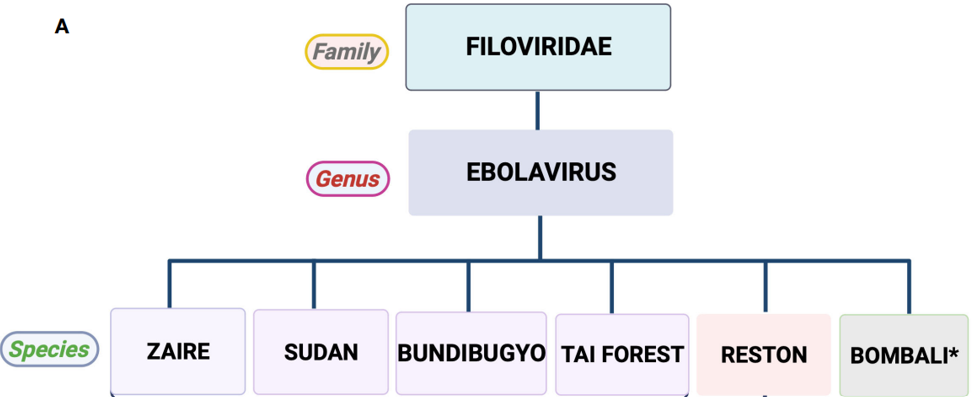 A
Family
FILOVIRIDAE
Genus
EBOLAVIRUS
Species
ZAIRE
SUDAN
BUNDIBUGYO
TAI FOREST
RESTON
BOMBALI*